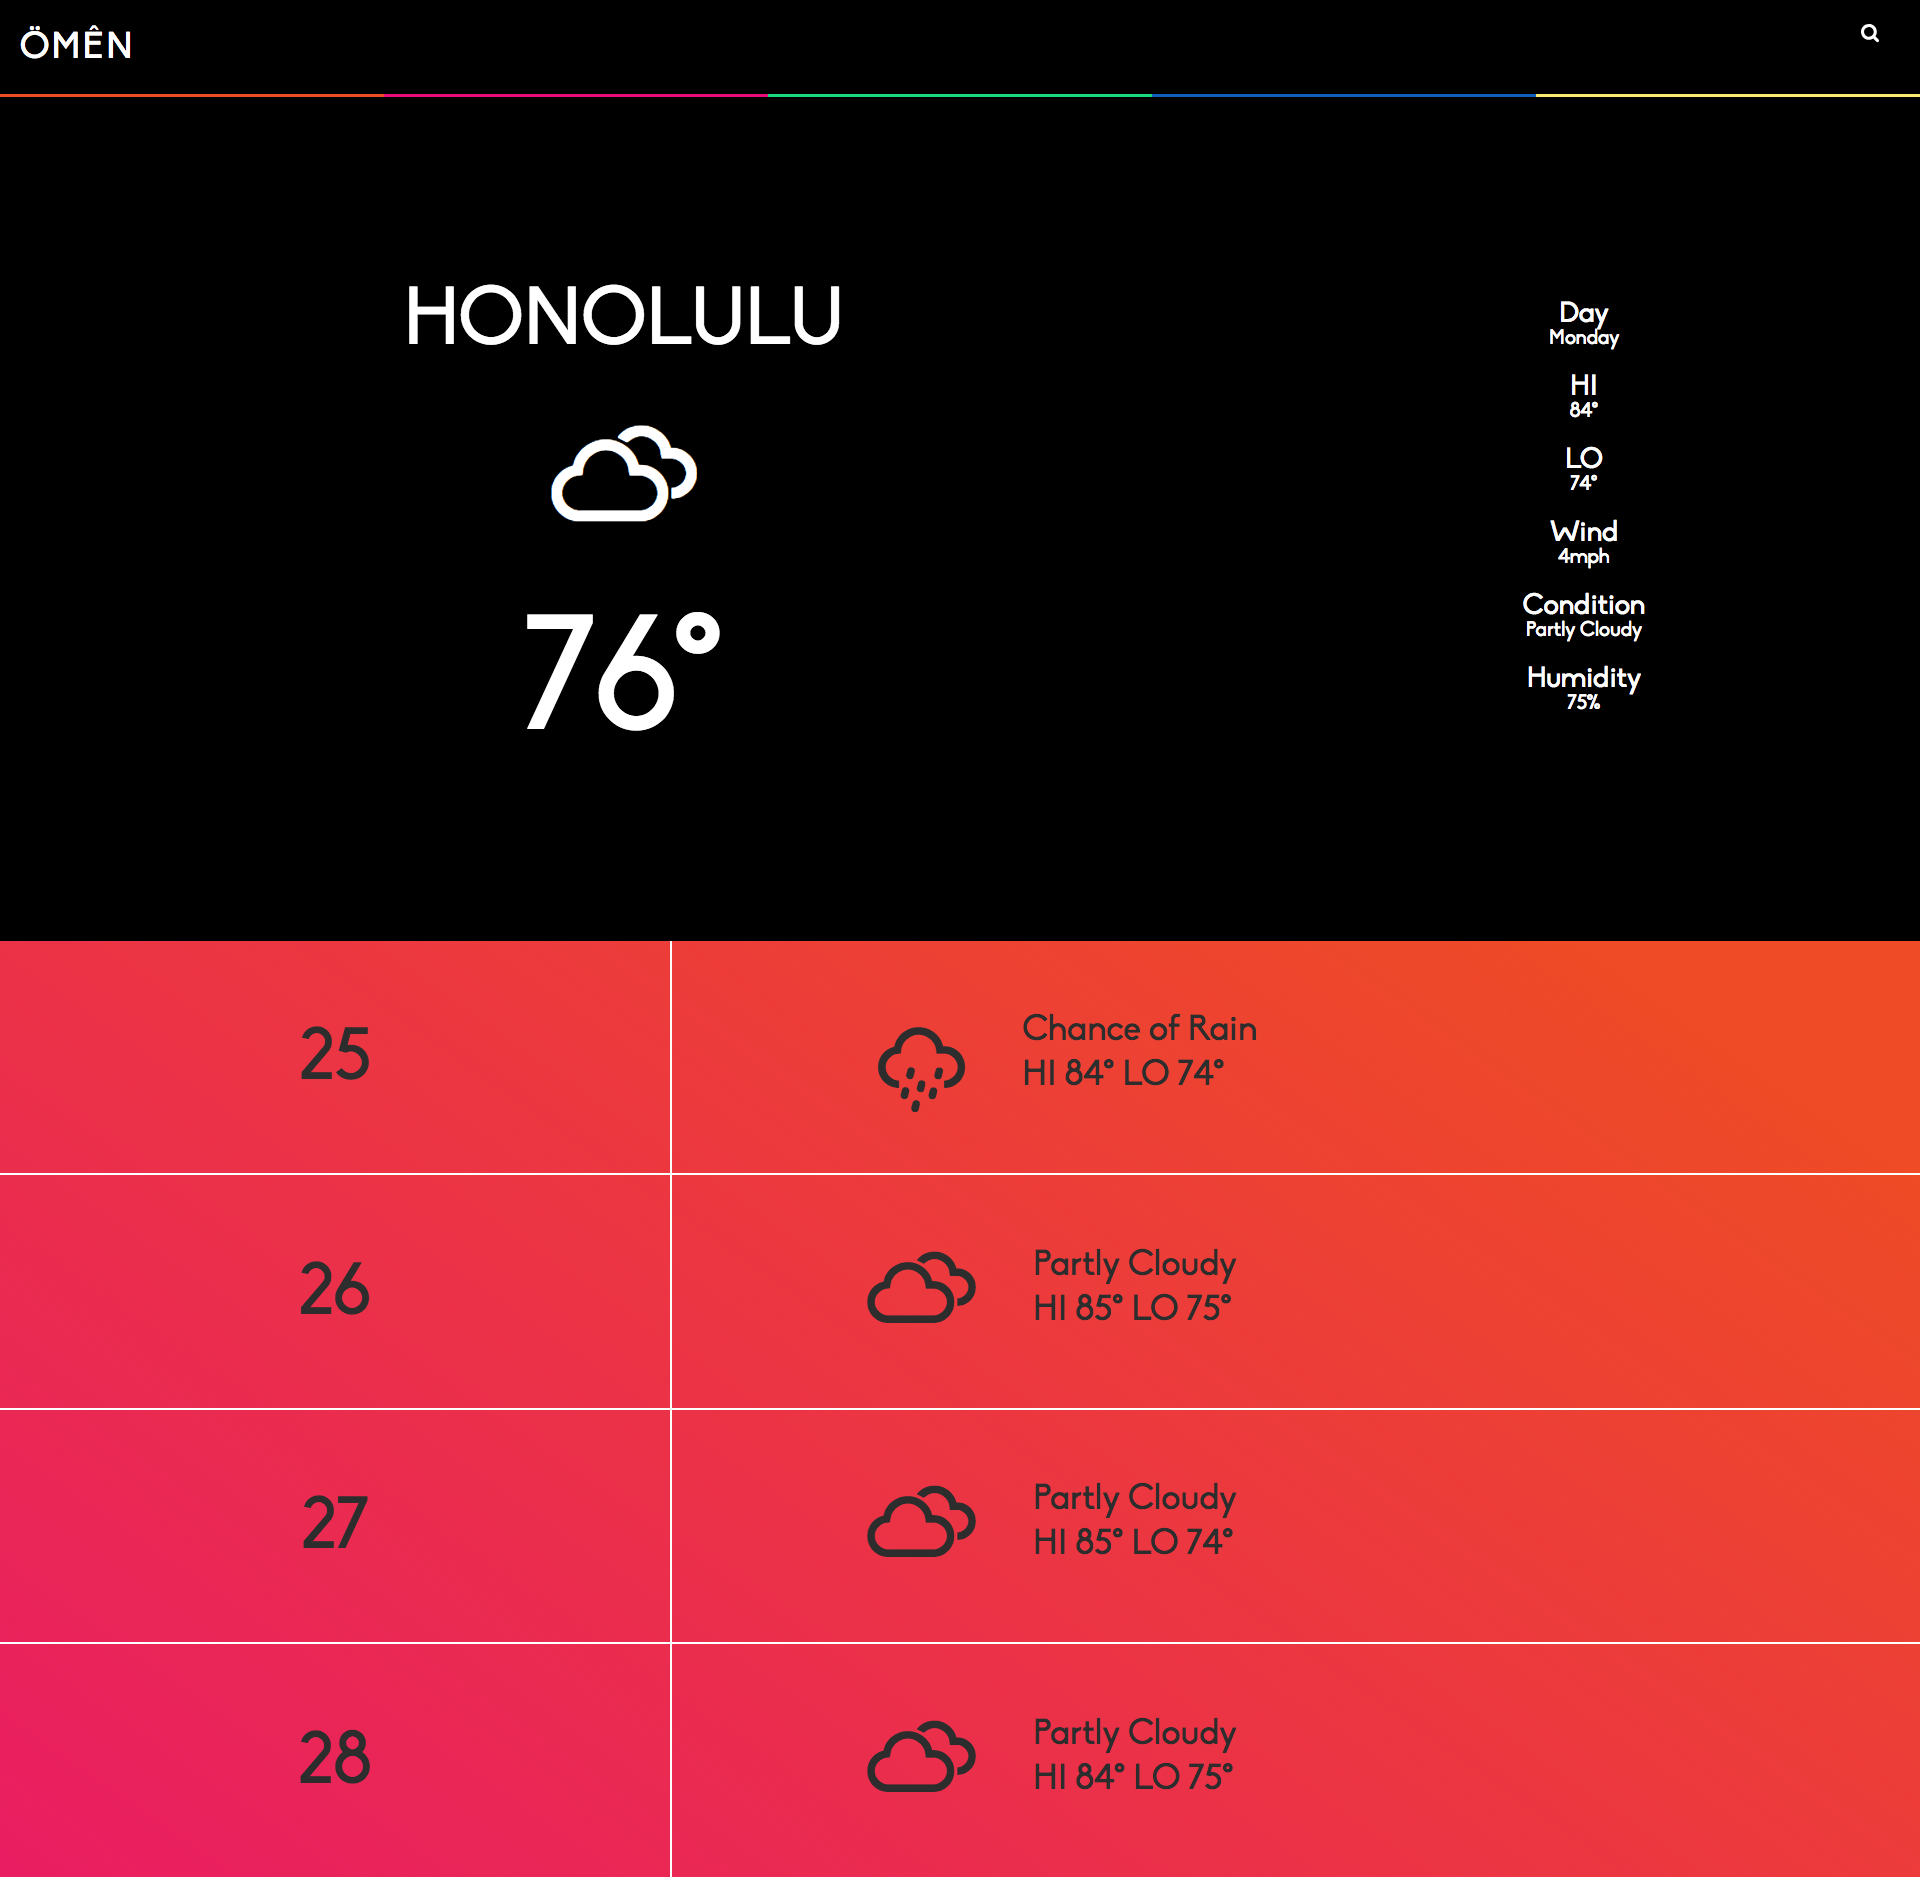 ÖMÊN
HONOLULU
76°
Day
Monday
HI
84°
LO
74°
Wind
4mph
Condition
Partly Cloudy
Humidity
75%
25
Chance of Rain
HI 84° LO 74°
26
Partly Cloudy
HI 85° LO 75°
27
Partly Cloudy
HI 85° LO 74°
28
Partly Cloudy
HI 84° LO 75°